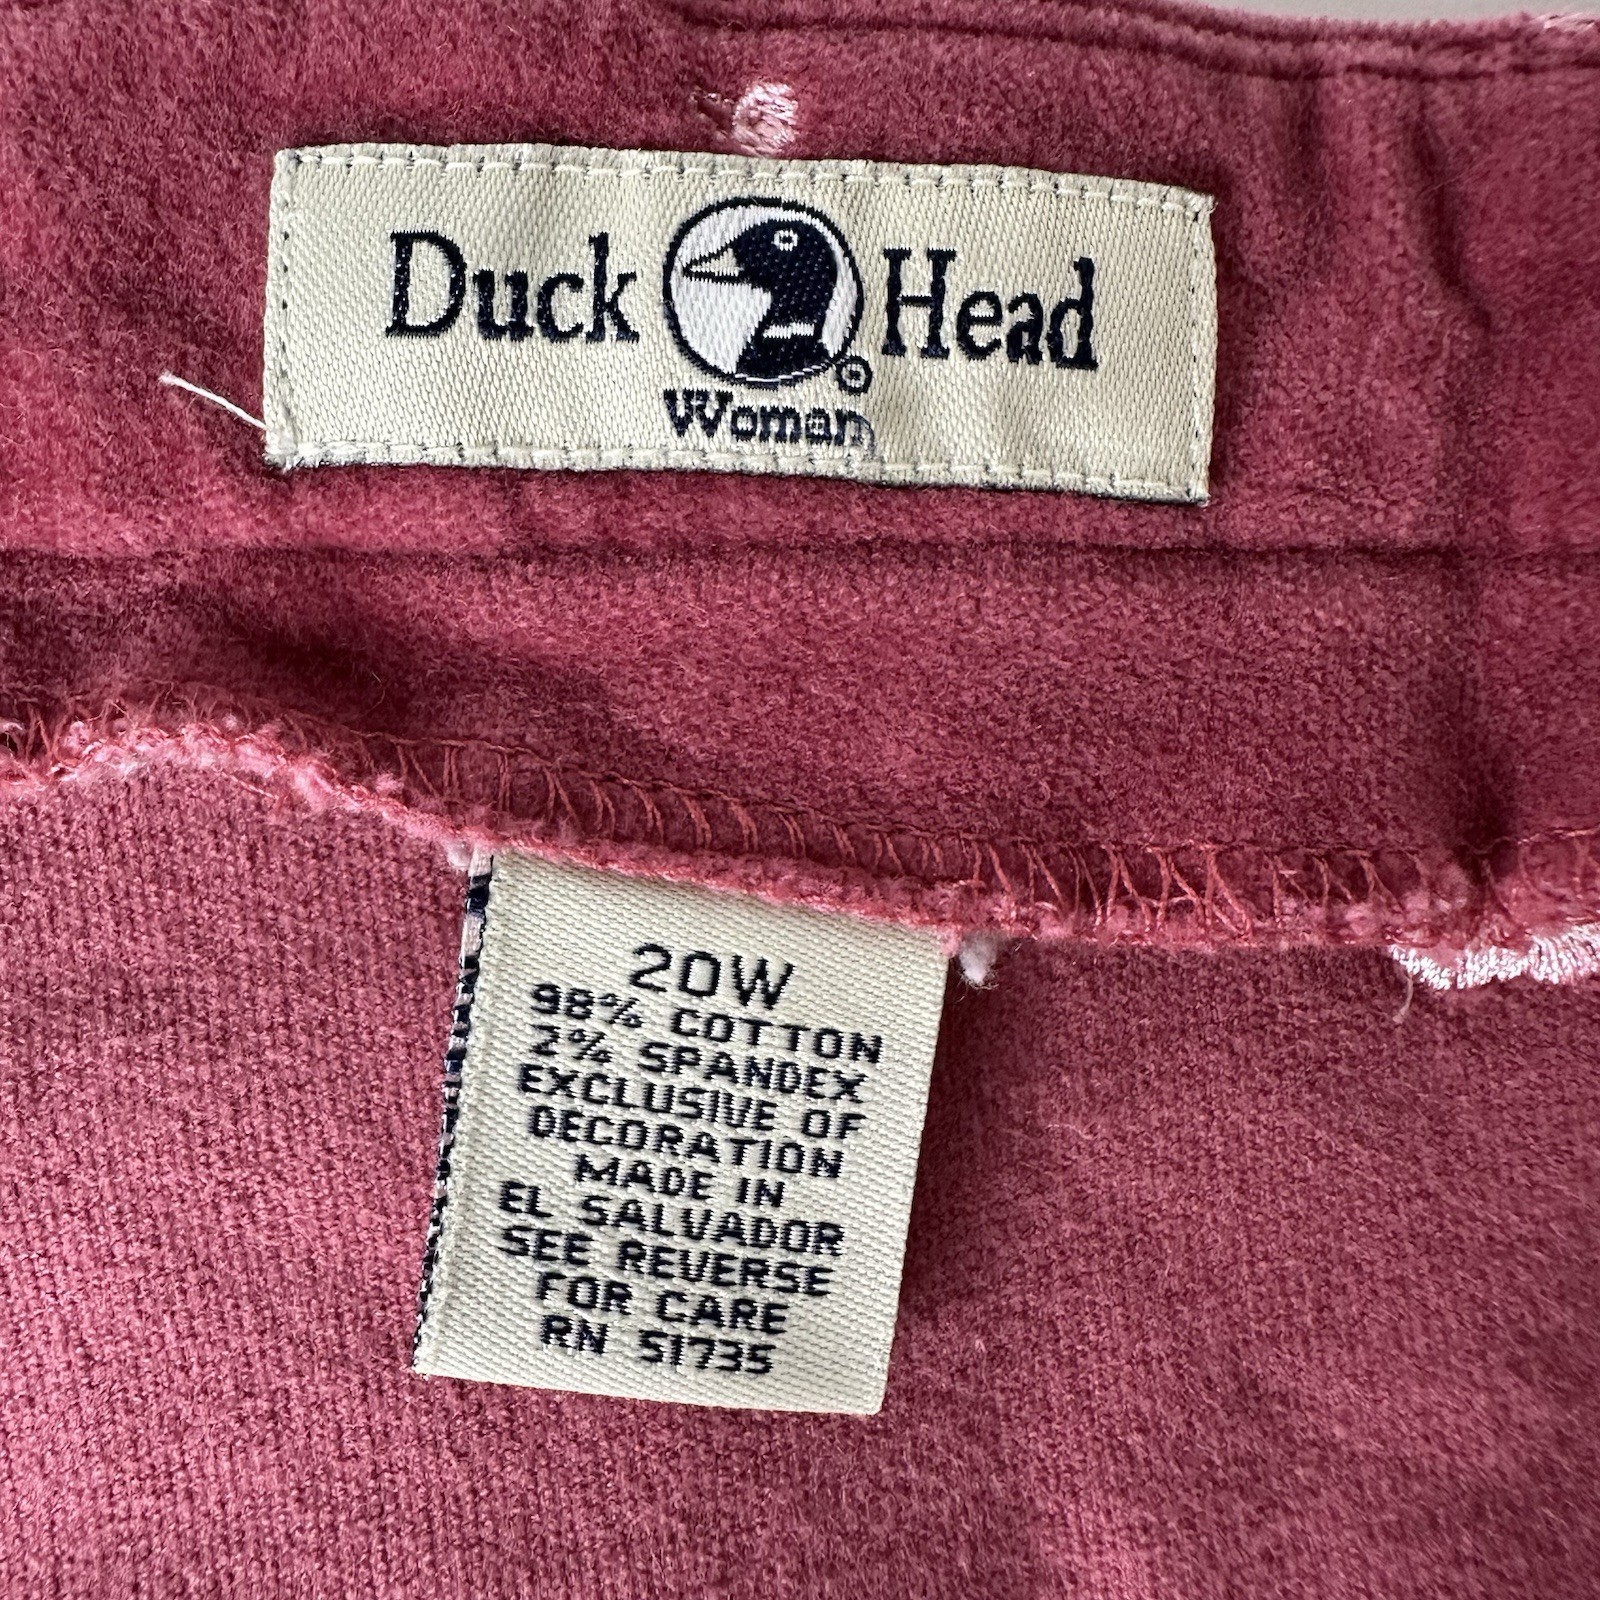 Duck Head
Woman
20W
98% COTTON
2% SPANDEX
EXCLUSIVE OF
DECORATION
MADE IN
EL SALVADOR
SEE REVERSE
FOR CARE
RN 51735